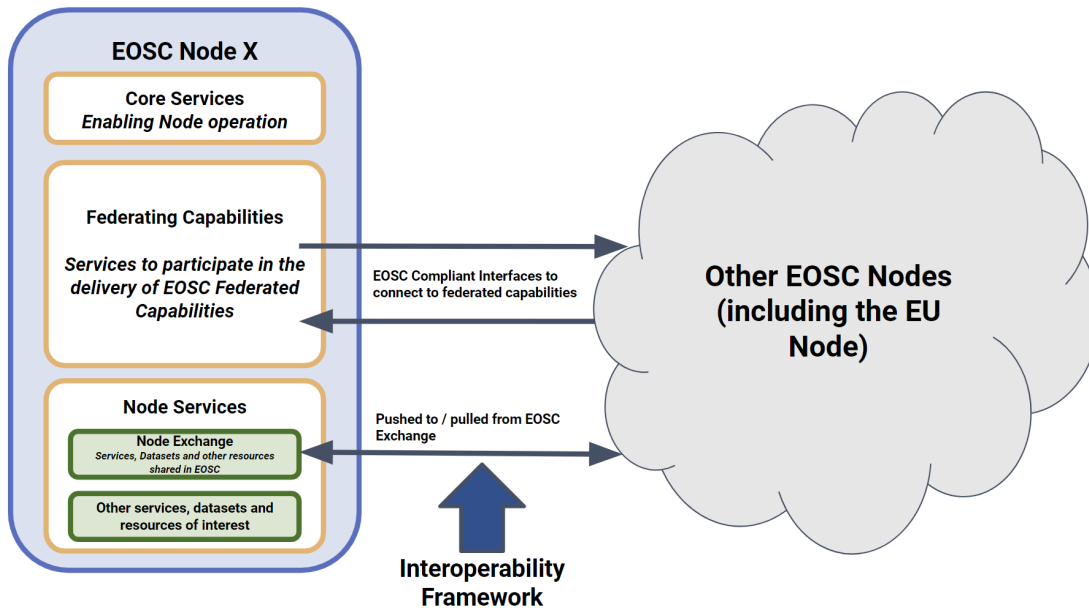 EOSC Node X
Core Services
Enabling Node operation
Federating Capabilities
Services to participate in the
delivery of EOSC Federated
Capabilities
EOSC Compliant Interfaces to
connect to federated capabilities
Other EOSC Nodes
(including the EU
Node)
Node Services
Node Exchange
Services, Datasets and other resources
shared in EOSC
Other services, datasets and
resources of interest
Pushed to / pulled from EOSC
Exchange
Interoperability
Framework